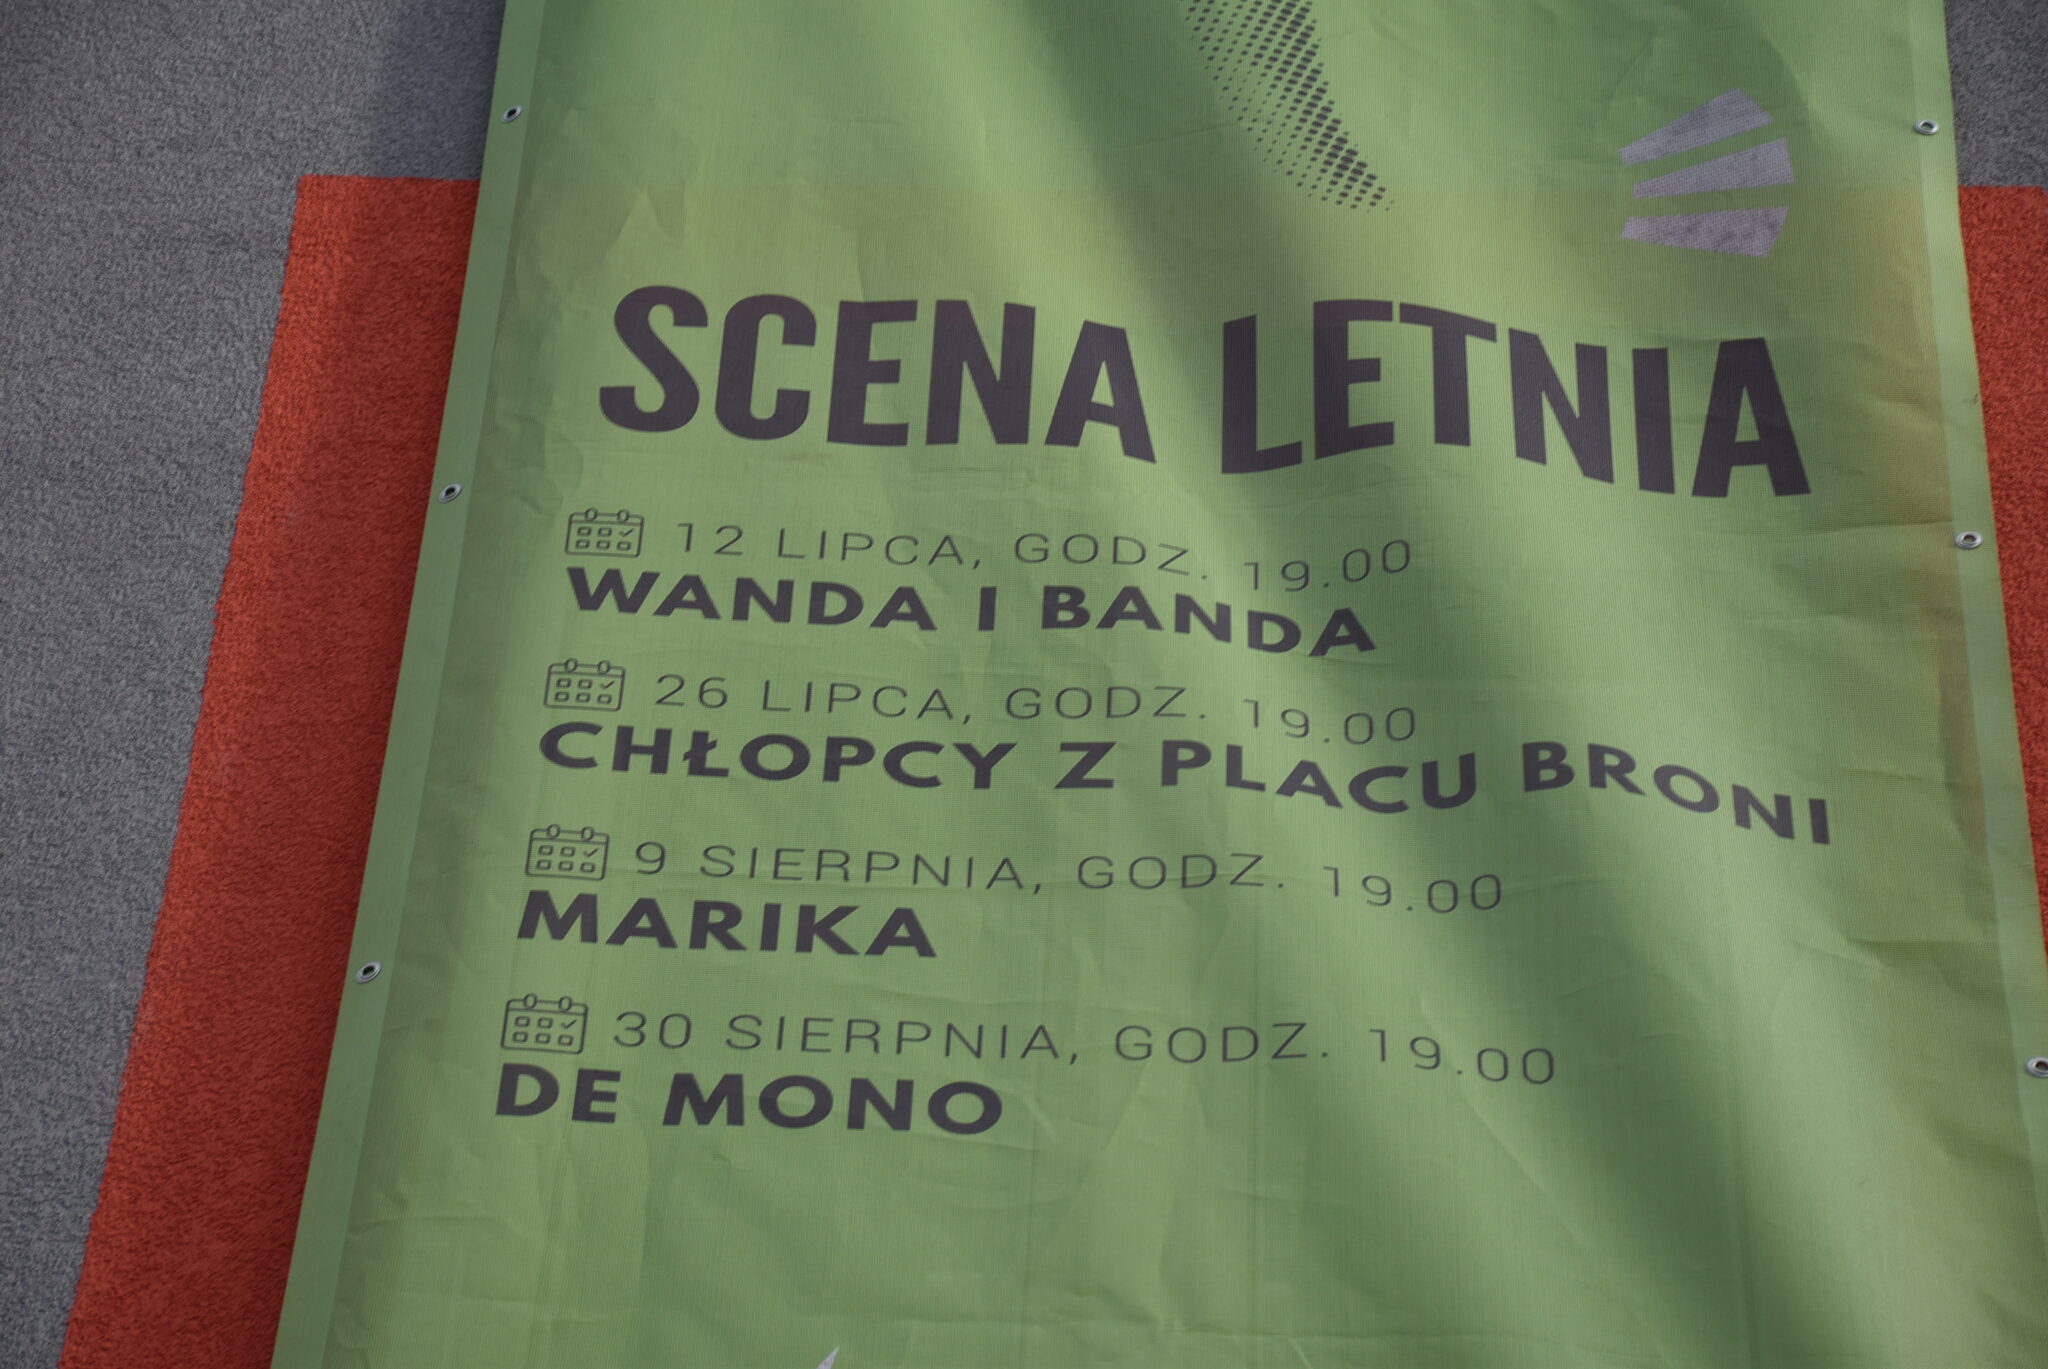 SCENA LETNIA
12 LIPCA, GODZ. 19.00
WANDA I BANDA
26 LIPCA, GODZ. 19.00
CHŁOPCY Z PLACU BRONI
9 SIERPNIA, GODZ. 19.00
MARIKA
30 SIERPNIA, GODZ. 19.00
DE MONO